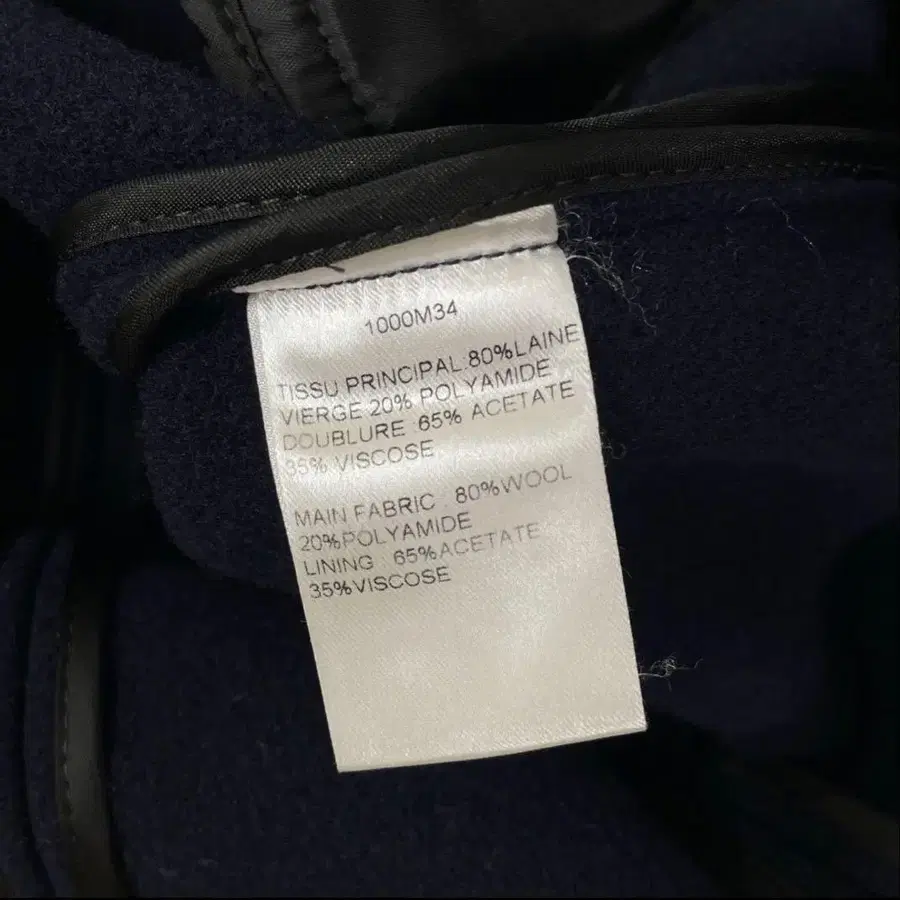 1000M34
TISSU PRINCIPAL:80%LAINE
VIERGE 20% POLYAMIDE
DOUBLURE :65% ACETATE
35% VISCOSE
MAIN FABRIC : 80%WOOL
20%POLYAMIDE
LINING : 65%ACETATE
35%VISCOSE